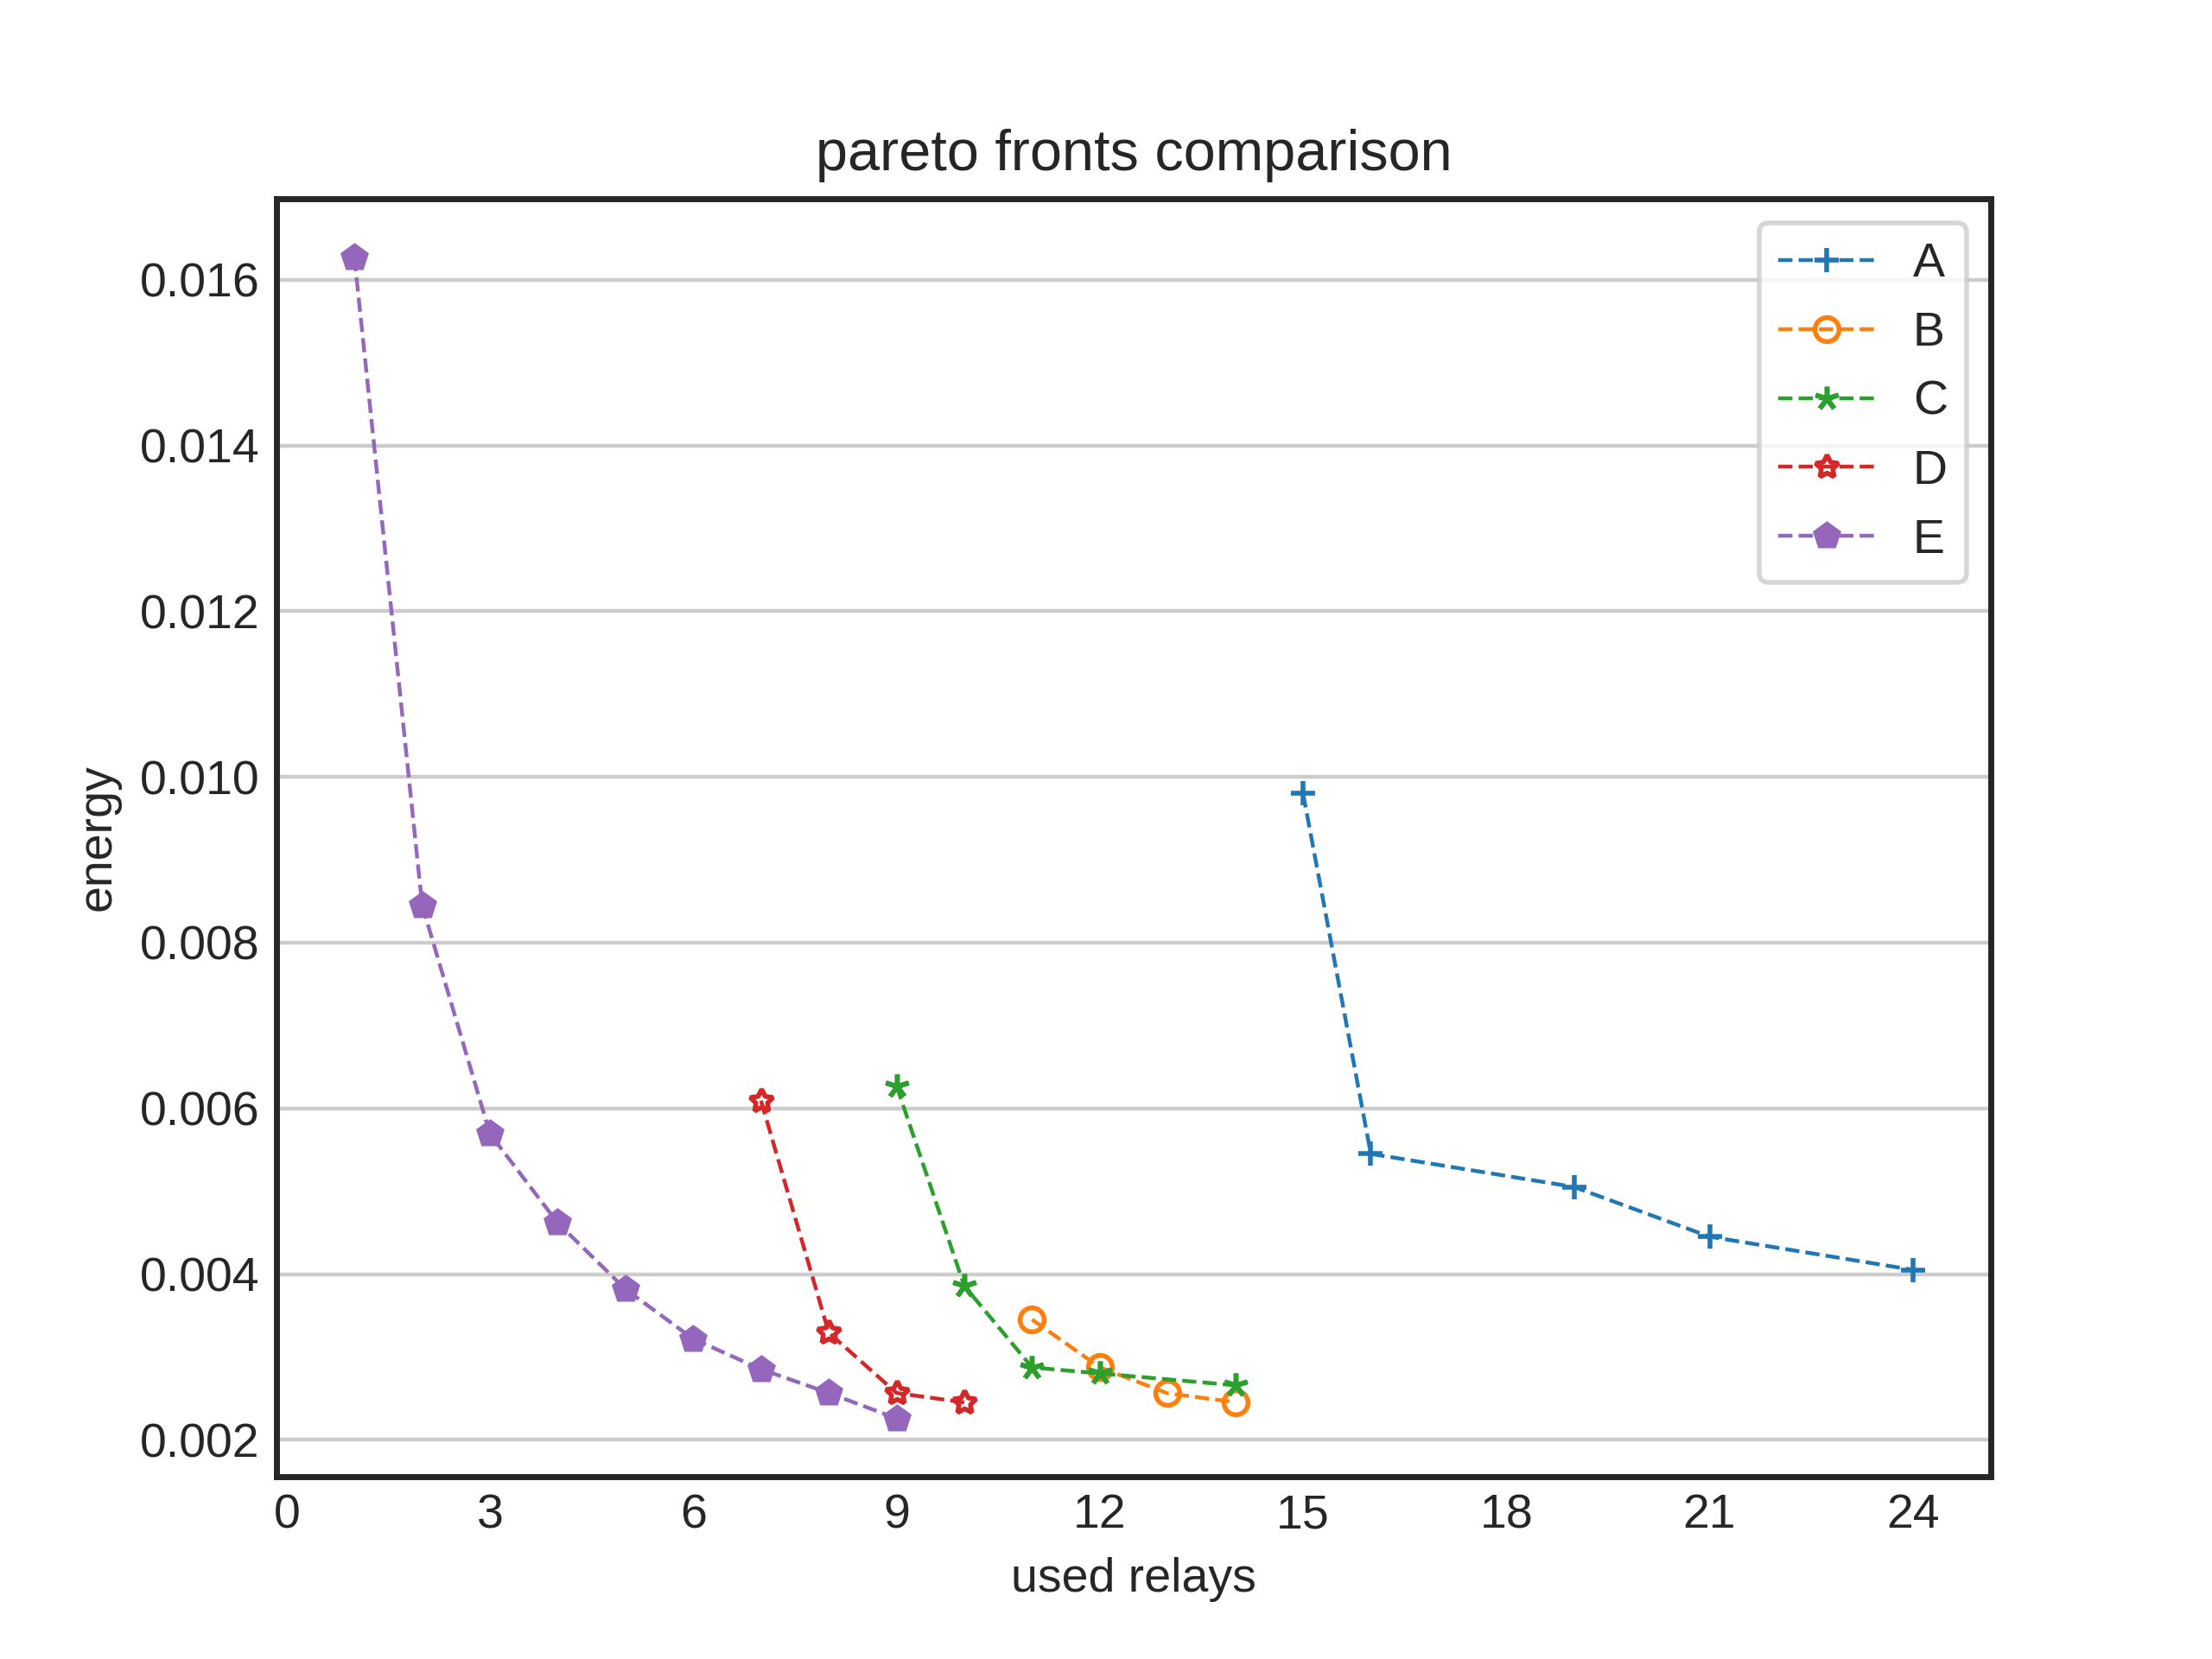 pareto fronts comparison
0.016
0.014
0.012
0.010
0.008
0.006
0.004
0.002
energy
A
B
C
D
E
0 3 6 9 12 15 18 21 24
used relays